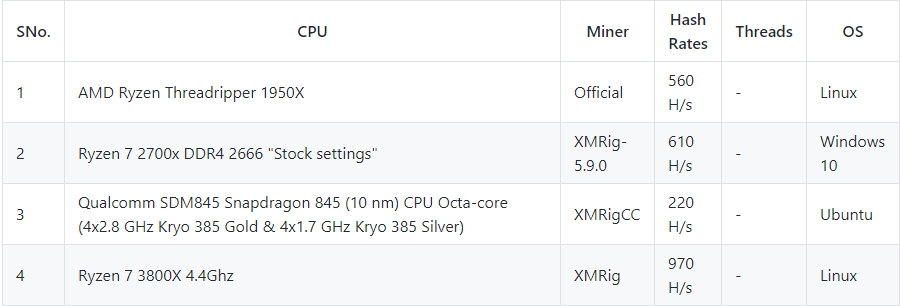 SNo. CPU Miner Hash Rates Threads OS
1 AMD Ryzen Threadripper 1950X Official 560 H/s - Linux
2 Ryzen 7 2700x DDR4 2666 "Stock settings" XMRig-5.9.0 610 H/s - Windows 10
3 Qualcomm SDM845 Snapdragon 845 (10 nm) CPU Octa-core
(4x2.8 GHz Kryo 385 Gold & 4x1.7 GHz Kryo 385 Silver) XMRigCC 220 H/s - Ubuntu
4 Ryzen 7 3800X 4.4Ghz XMRig 970 H/s - Linux